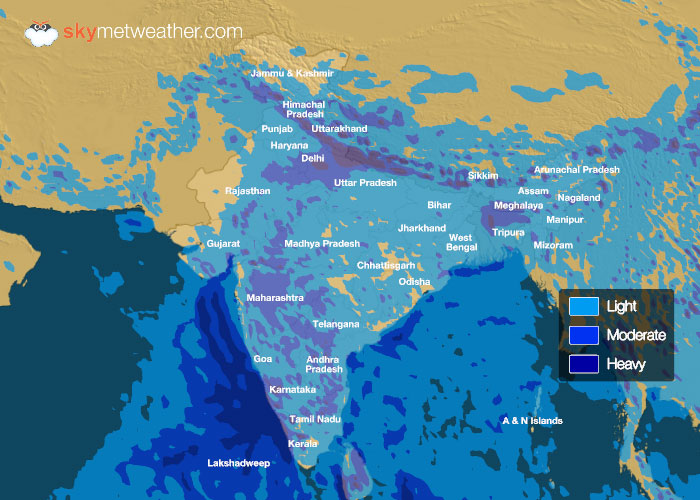 skymetweather.com
Jammu & Kashmir
Himachal
Pradesh
Punjab
Uttarakhand
Haryana
Delhi
Sikkim
Arunachal Pradesh
Uttar Pradesh
Rajasthan
Assam
Nagaland
Bihar
Meghalaya
Manipur
Jharkhand
West
Bengal
Tripura
Gujarat
Madhya Pradesh
Mizoram
Chhattisgarh
Odisha
Maharashtra
Light
Telangana
Moderate
Goa
Andhra
Pradesh
Heavy
Karnataka
Tamil Nadu
A & N Islands
Kerala
Lakshadweep